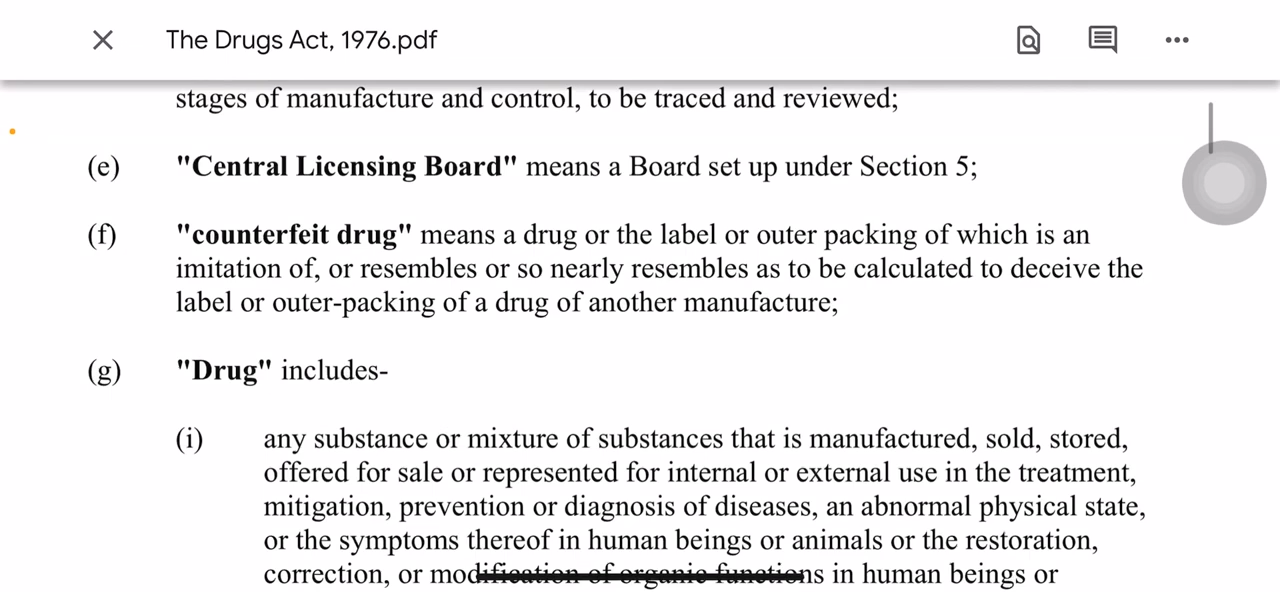 The Drugs Act, 1976.pdf
stages of manufacture and control, to be traced and reviewed;
(e) "Central Licensing Board" means a Board set up under Section 5;
(f) "counterfeit drug" means a drug or the label or outer packing of which is an
imitation of, or resembles or so nearly resembles as to be calculated to deceive the
label or outer-packing of a drug of another manufacture;
(g) "Drug" includes-
(i) any substance or mixture of substances that is manufactured, sold, stored,
offered for sale or represented for internal or external use in the treatment,
mitigation, prevention or diagnosis of diseases, an abnormal physical state,
or the symptoms thereof in human beings or animals or the restoration,
correction, or modification of organic functions in human beings or